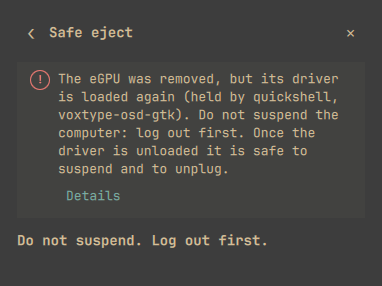 Safe eject
The eGPU was removed, but its driver
is loaded again (held by quickshell,
voxtype-osd-gtk). Do not suspend the
computer: log out first. Once the
driver is unloaded it is safe to
suspend and to unplug.
Details
Do not suspend. Log out first.